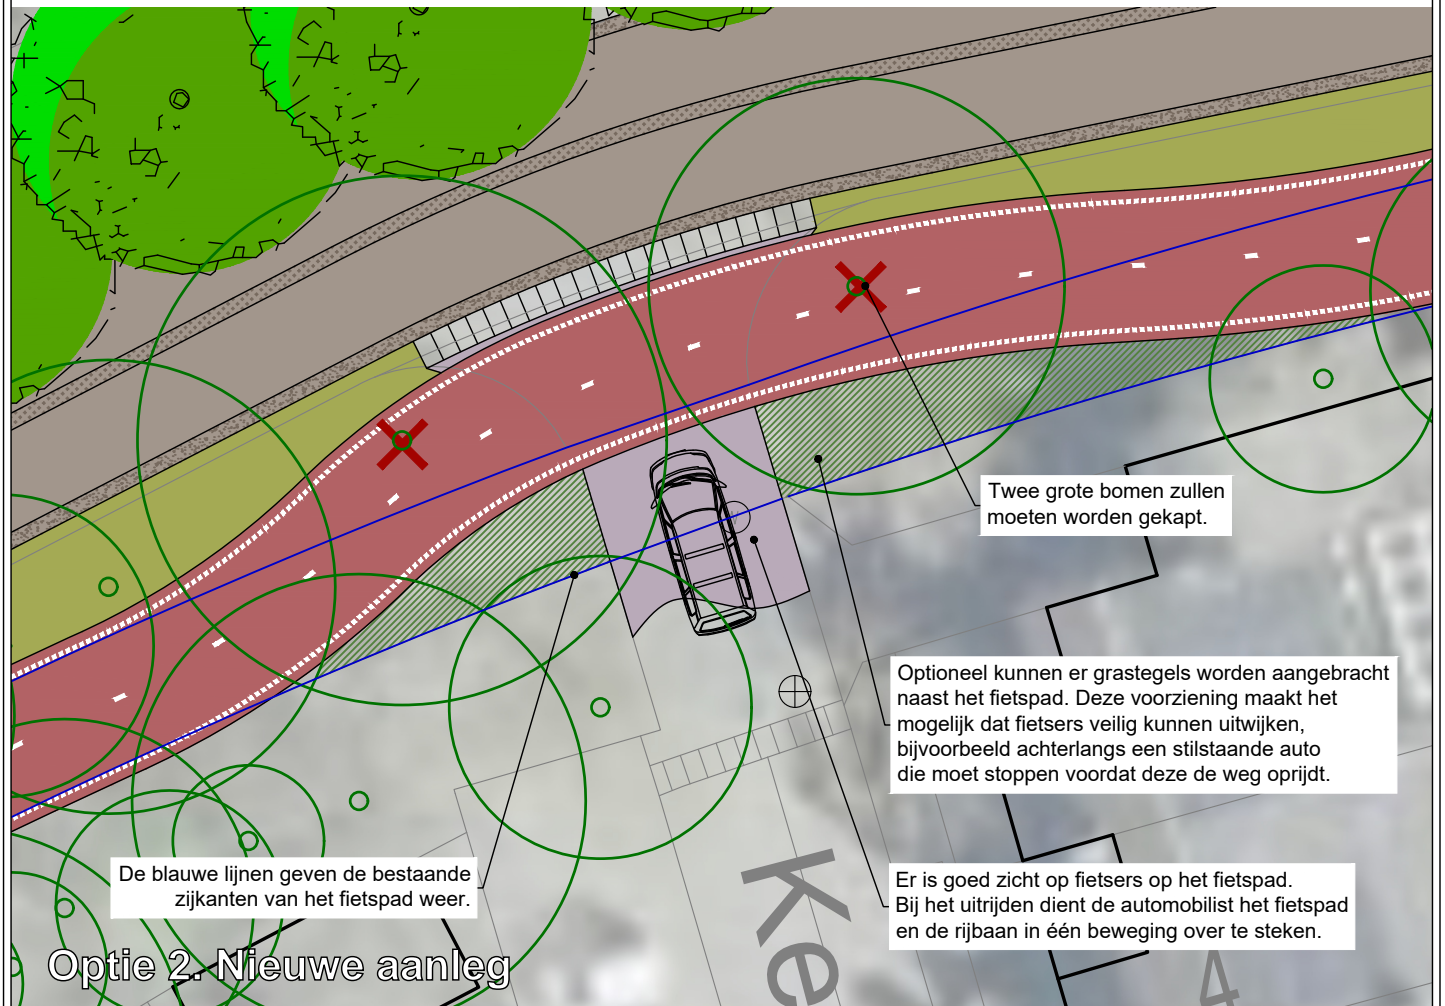 Twee grote bomen zullen
moeten worden gekapt.
Optioneel kunnen er grastegels worden aangebracht
naast het fietspad. Deze voorziening maakt het
mogelijk dat fietsers veilig kunnen uitwijken,
bijvoorbeeld achterlangs een stilstaande auto
die moet stoppen voordat deze de weg oprijdt.
De blauwe lijnen geven de bestaande
zijkanten van het fietspad weer.
Er is goed zicht op fietsers op het fietspad.
Bij het uitrijden dient de automobilist het fietspad
en de rijbaan in één beweging over te steken.
Optie 2. Nieuwe aanleg
Ke
4